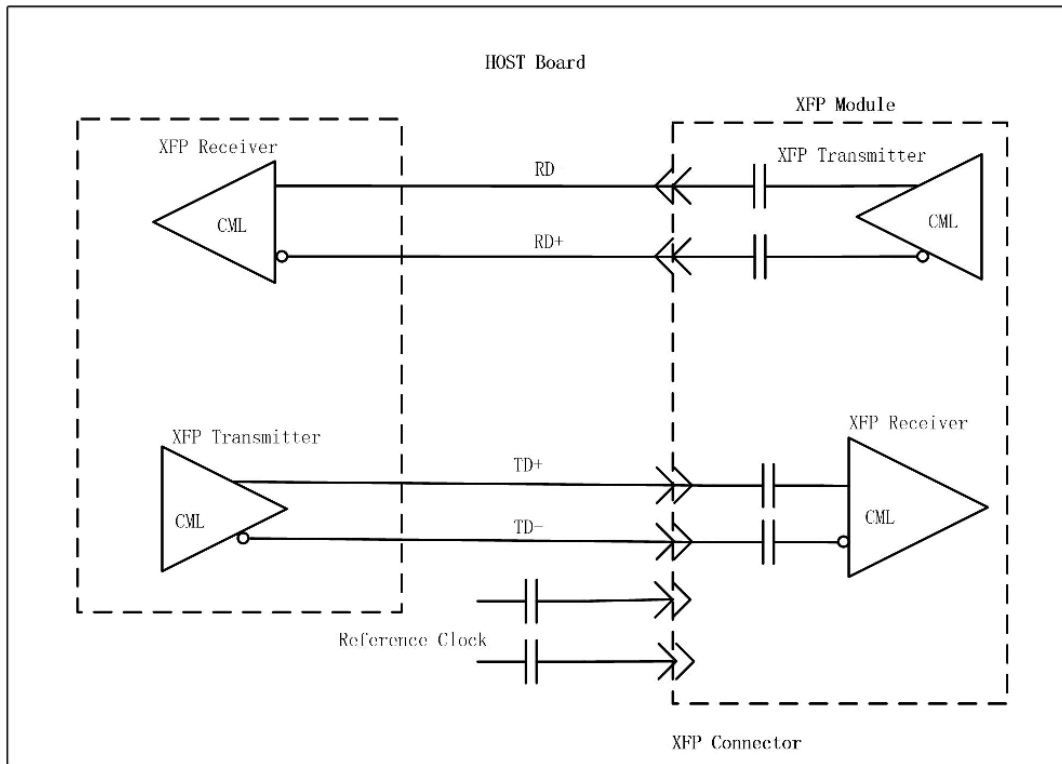 HOST Board
XFP Module
XFP Receiver
XFP Transmitter
RD
CML
CML
RD+
XFP Transmitter
XFP Receiver
TD+
CML
CML
TD-
Reference Clock
XFP Connector